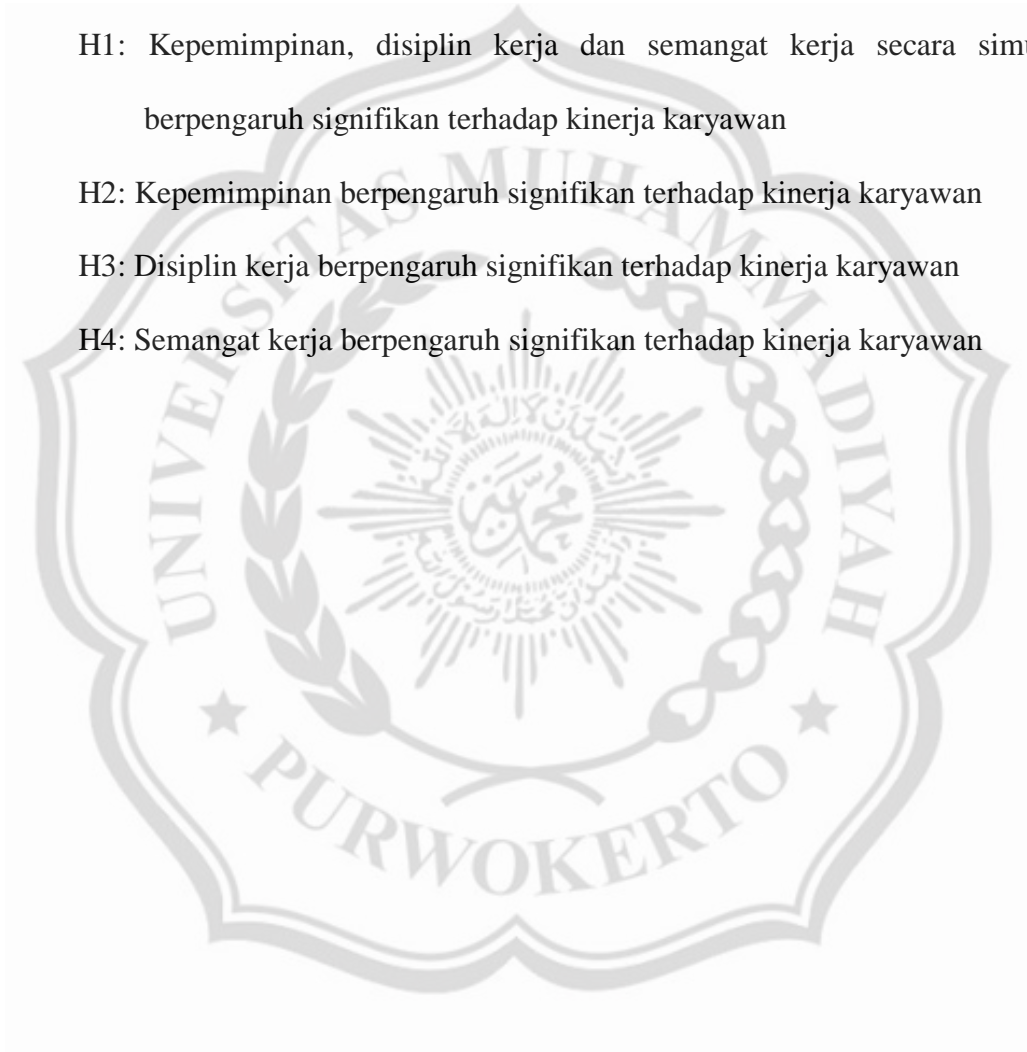 H1: Kepemimpinan, disiplin kerja dan semangat kerja secara
berpengaruh signifikan terhadap kinerja karyawan
H2: Kepemimpinan berpengaruh signifikan terhadap kinerja karyawan
H3: Disiplin kerja berpengaruh signifikan terhadap kinerja karyawan
H4: Semangat kerja berpengaruh signifikan terhadap kinerja karyawan
UNIVERSITAS MUHAMMADIYAH
PURWOKERTO